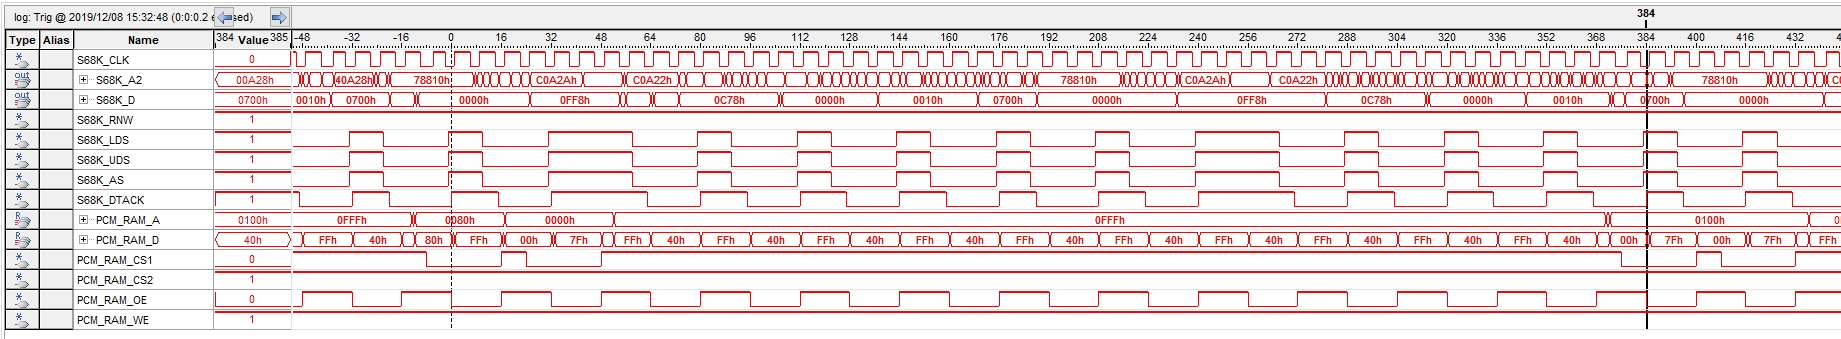 log: Trig @ 2019/12/08 15:32:48 (0:0:0.2 e sed)
384
Type Alias Name 384 Value 385 -48 -32 -16 0 16 32 48 64 80 96 112 128 144 160 176 192 208 224 240 256 272 288 304 320 336 352 368 384 400 416 432 4
S68K_CLK 0
out S68K_A2 00A28h 40A28h 78810h C0A2Ah C0A22h 78810h C0A2Ah C0A22h 78810h C0
out S68K_D 0700h 0010h 0700h 0000h 0FF8h 0C78h 0000h 0010h 0700h 0000h 0FF8h 0C78h 0000h 0010h 0700h 0000h
S68K_RNW 1
S68K_LDS 1
S68K_UDS 1
S68K_AS 1
S68K_DTACK 1
R PCM_RAM_A 0100h 0FFFh 0080h 0000h 0FFFh 0100h 0
R PCM_RAM_D 40h FFh 40h 80h FFh 00h 7Fh FFh 40h FFh 40h FFh 40h FFh 40h FFh 40h FFh 40h FFh 40h FFh 40h FFh 40h FFh 40h 00h 7Fh 00h 7Fh FFh
PCM_RAM_CS1 0
PCM_RAM_CS2 1
PCM_RAM_OE 0
PCM_RAM_WE 1